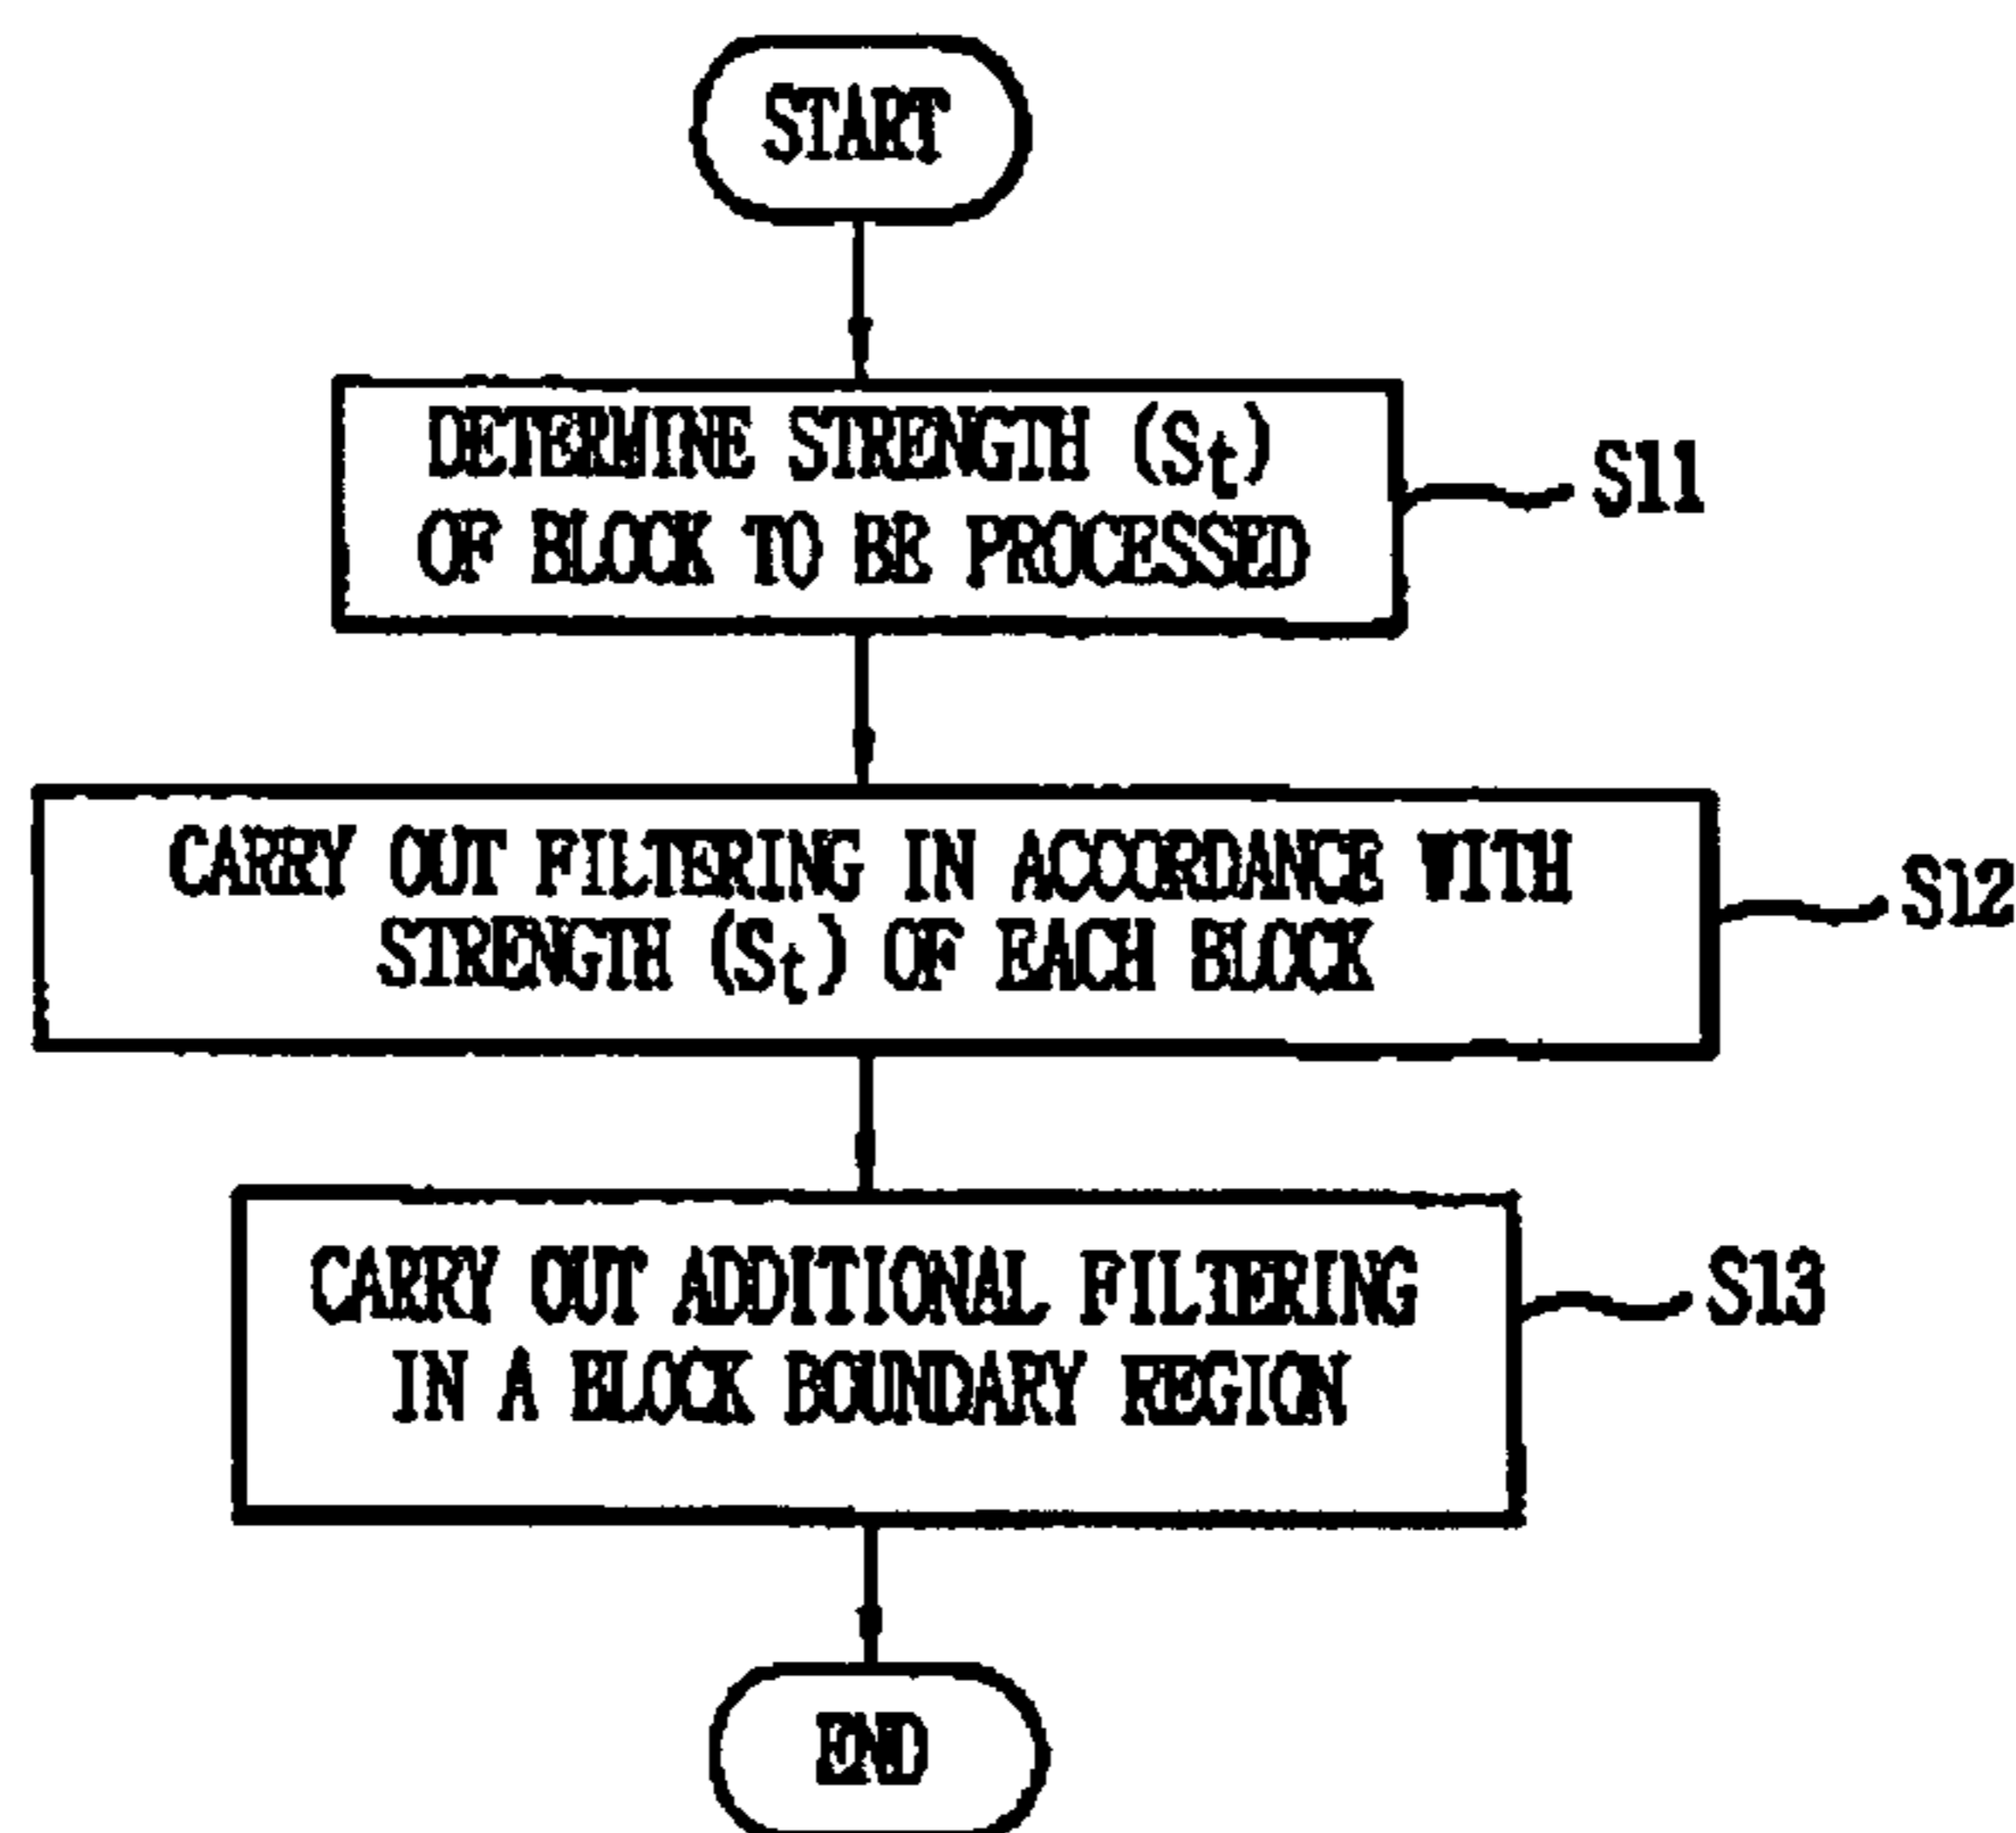 START
DETERMINE STRENGTH (St)
OF BLOCK TO BE PROCESSED
S11
CARRY OUT FILTERING IN ACCORDANCE WITH
STRENGTH (St) OF EACH BLOCK
S12
CARRY OUT ADDITIONAL FILTERING
IN A BLOCK BOUNDARY REGION
S13
END